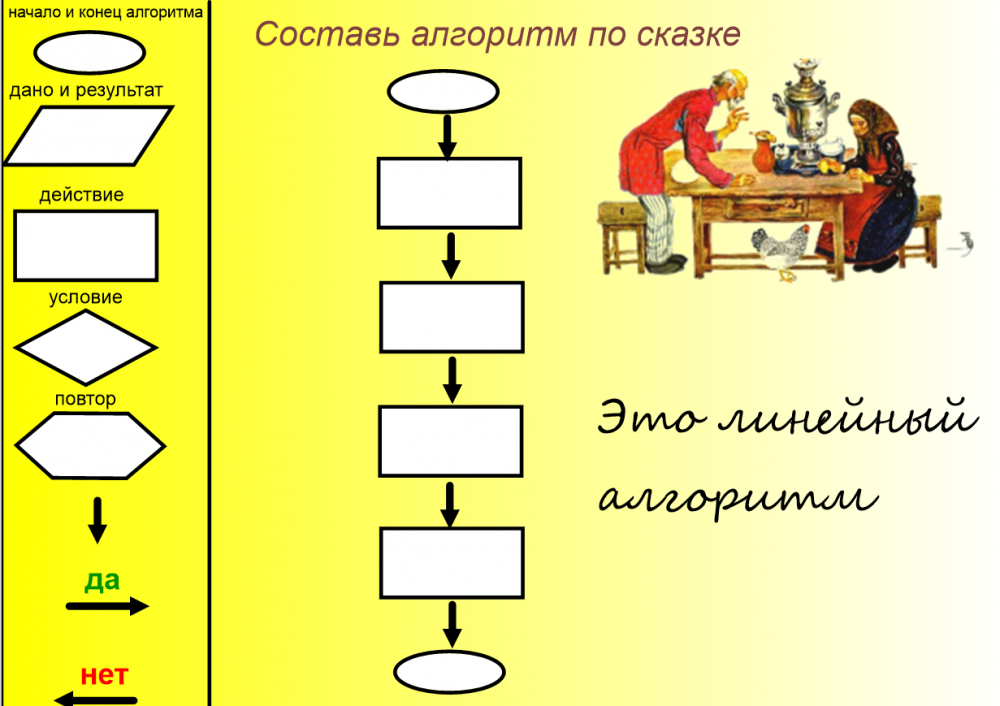 начало и конец алгоритма
дано и результат
действие
условие
повтор
да
нет
Составь алгоритм по сказке
Это линейный
алгоритм